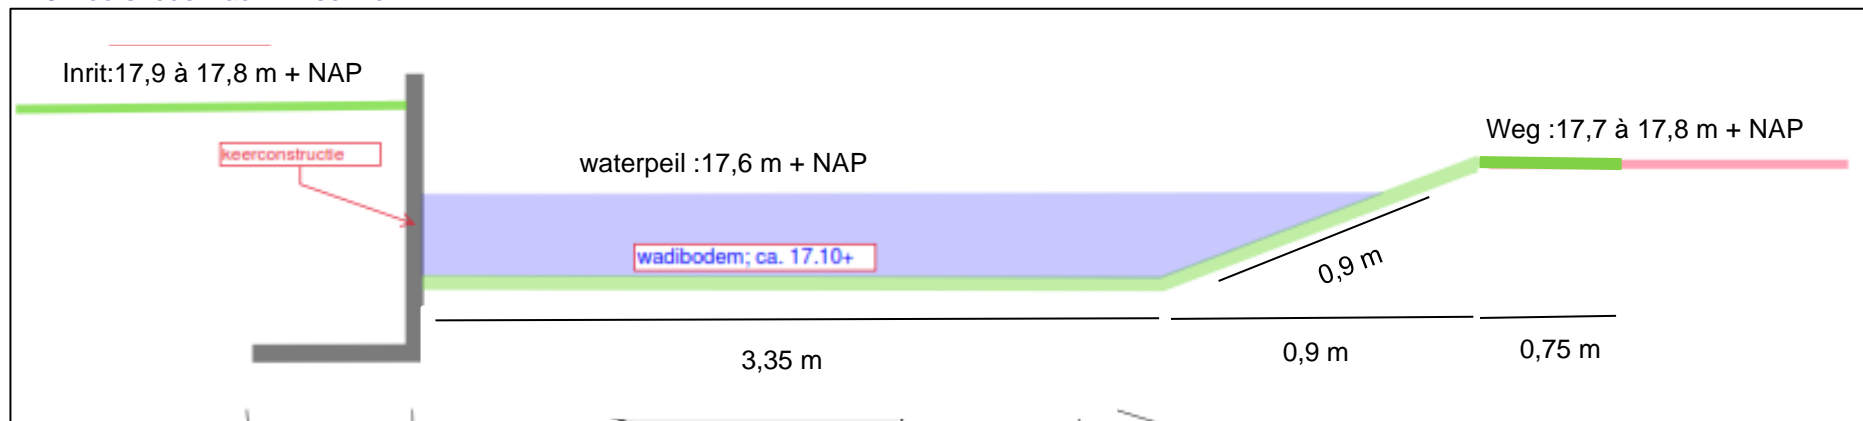 Inrit:17,9 à 17,8 m + NAP
Weg :17,7 à 17,8 m + NAP
keerconstructie
waterpeil :17,6 m + NAP
wadibodem; ca. 17.10+
0,9 m
3,35 m
0,9 m
0,75 m